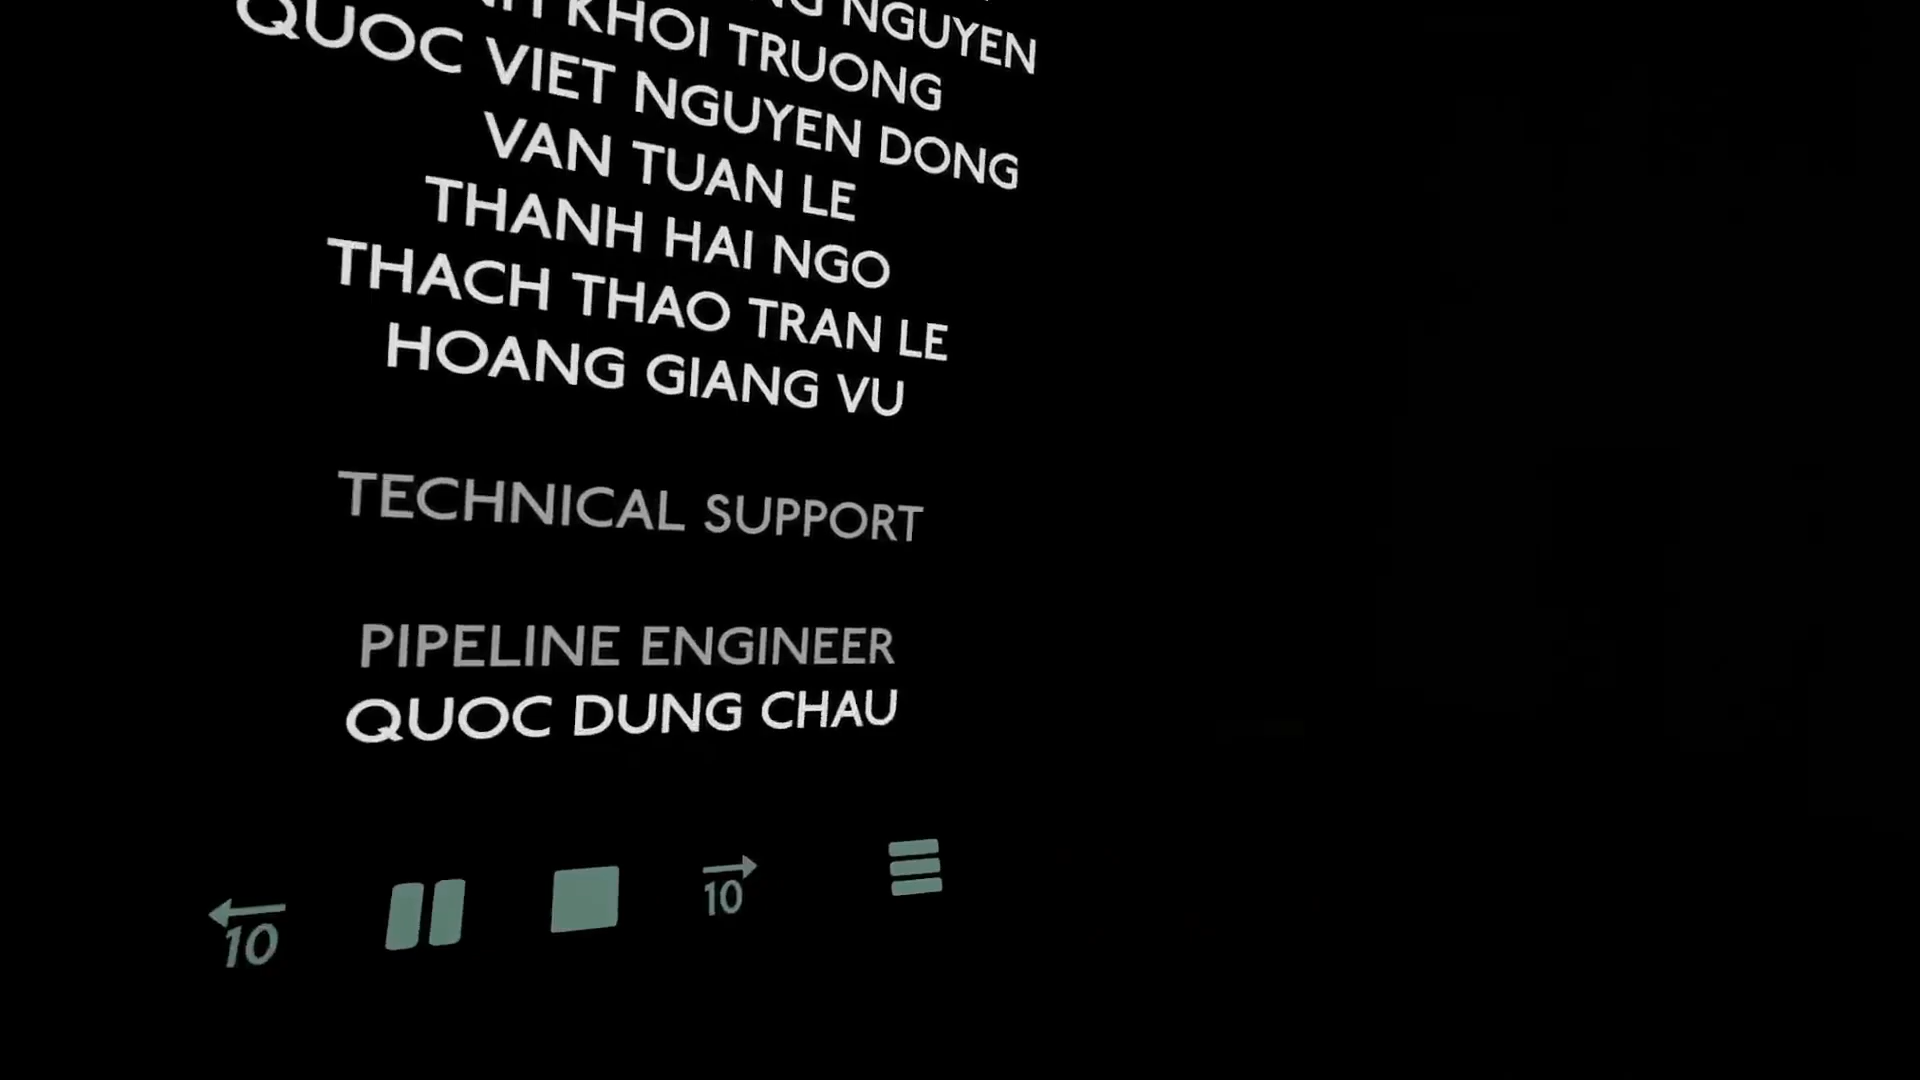 NGUYEN
KHOI TRUONG
QUOC VIET NGUYEN DONG
VAN TUAN LE
THANH HAI NGO
THACH THAO TRAN LE
HOANG GIANG VU
TECHNICAL SUPPORT
PIPELINE ENGINEER
QUOC DUNG CHAU
10
10